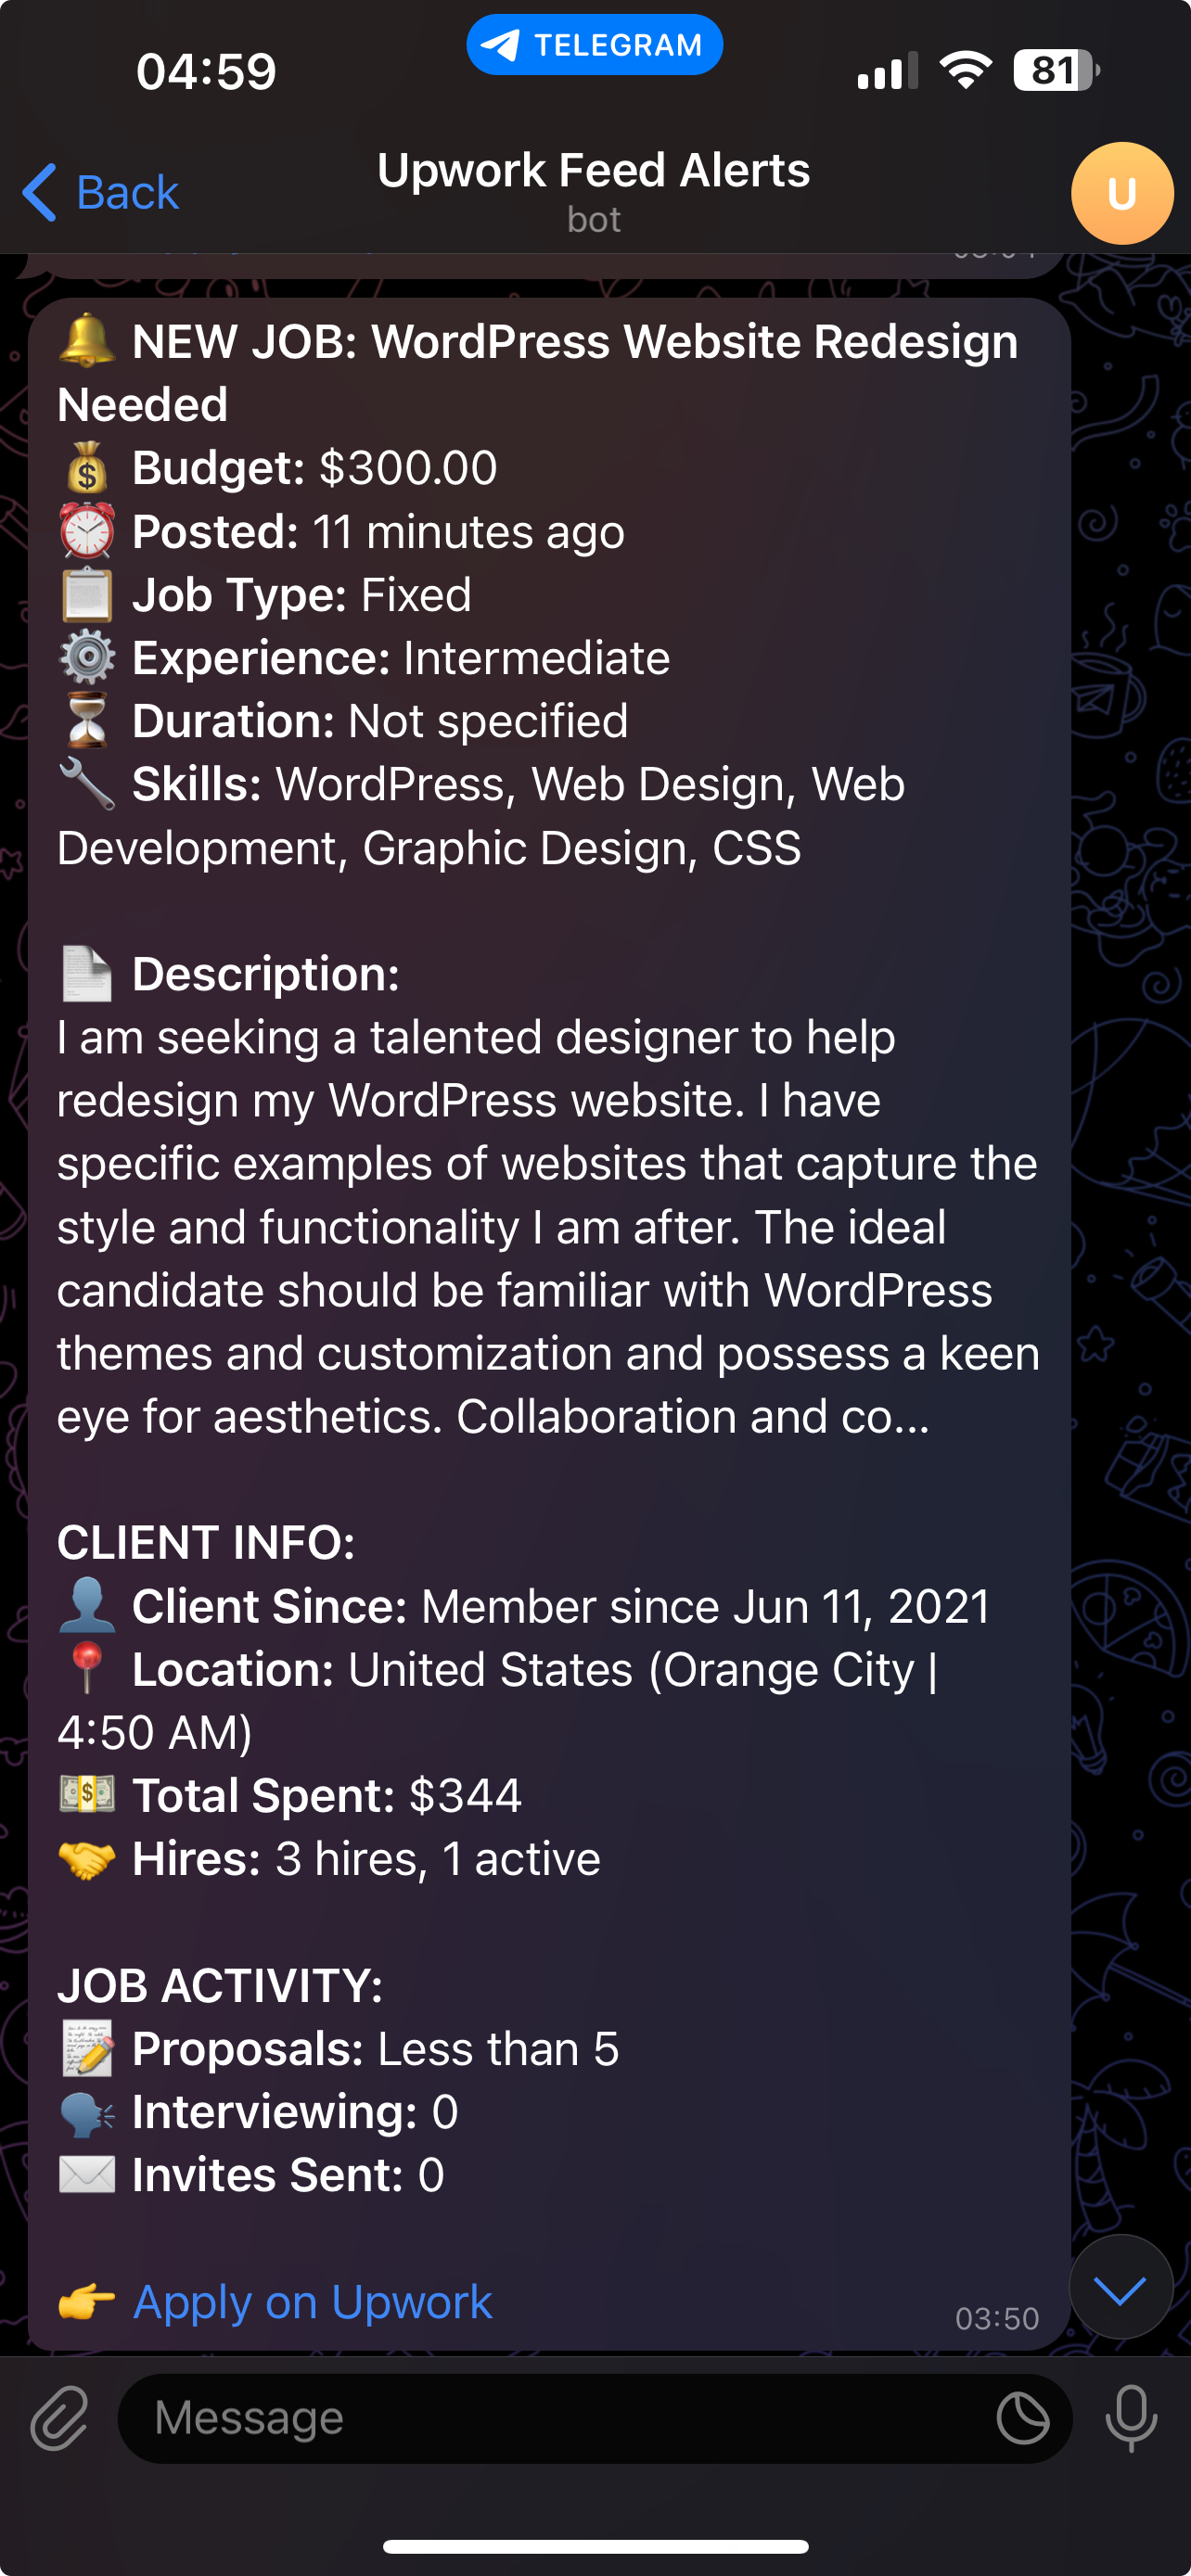 04:59
TELEGRAM
81
Back
Upwork Feed Alerts
bot
U
🔔 NEW JOB: WordPress Website Redesign
Needed
💰 Budget: $300.00
⏰ Posted: 11 minutes ago
📋 Job Type: Fixed
⚙️ Experience: Intermediate
⏳ Duration: Not specified
🔧 Skills: WordPress, Web Design, Web
Development, Graphic Design, CSS
📄 Description:
I am seeking a talented designer to help
redesign my WordPress website. I have
specific examples of websites that capture the
style and functionality I am after. The ideal
candidate should be familiar with WordPress
themes and customization and possess a keen
eye for aesthetics. Collaboration and co...
CLIENT INFO:
👤 Client Since: Member since Jun 11, 2021
📍 Location: United States (Orange City |
4:50 AM)
💵 Total Spent: $344
🤝 Hires: 3 hires, 1 active
JOB ACTIVITY:
📝 Proposals: Less than 5
🗣 Interviewing: 0
✉️ Invites Sent: 0
👉 Apply on Upwork
03:50
Message